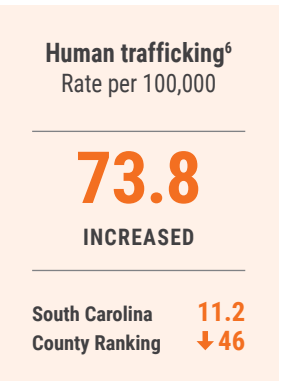 Human trafficking⁶
Rate per 100,000
73.8
INCREASED
South Carolina 11.2
County Ranking ↓46